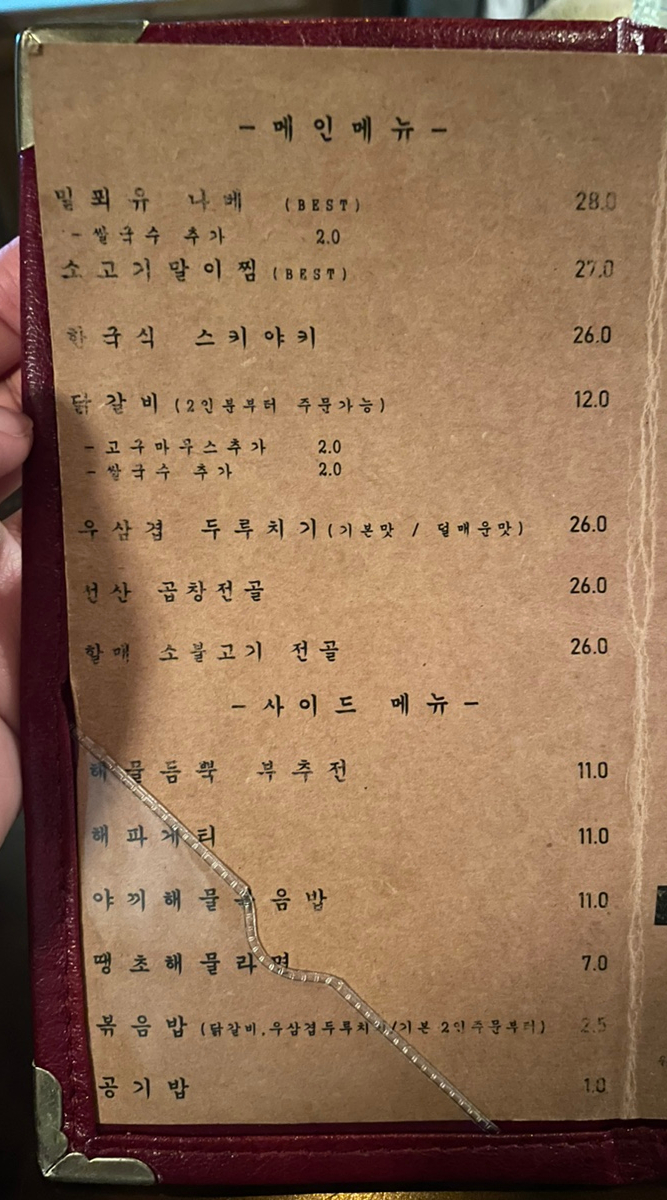 - 메인메뉴 -
밀푀유 나베 (BEST) 28.0
- 쌀국수 추가 2.0
소고기말이찜 (BEST) 27.0
한국식 스키야키 26.0
닭갈비 (2인분부터 주문가능) 12.0
- 고구마무스추가 2.0
- 쌀국수 추가 2.0
우삼겹 두루치기 (기본맛 / 덜매운맛) 26.0
선산 곱창전골 26.0
할매 소불고기 전골 26.0
- 사이드 메뉴 -
해물듬뿍 부추전 11.0
해파게티 11.0
야끼해물볶음밥 11.0
땡초해물라면 7.0
볶음밥 (닭갈비,우삼겹두루치기/기본 2인주문부터) 2.5
공기밥 1.0